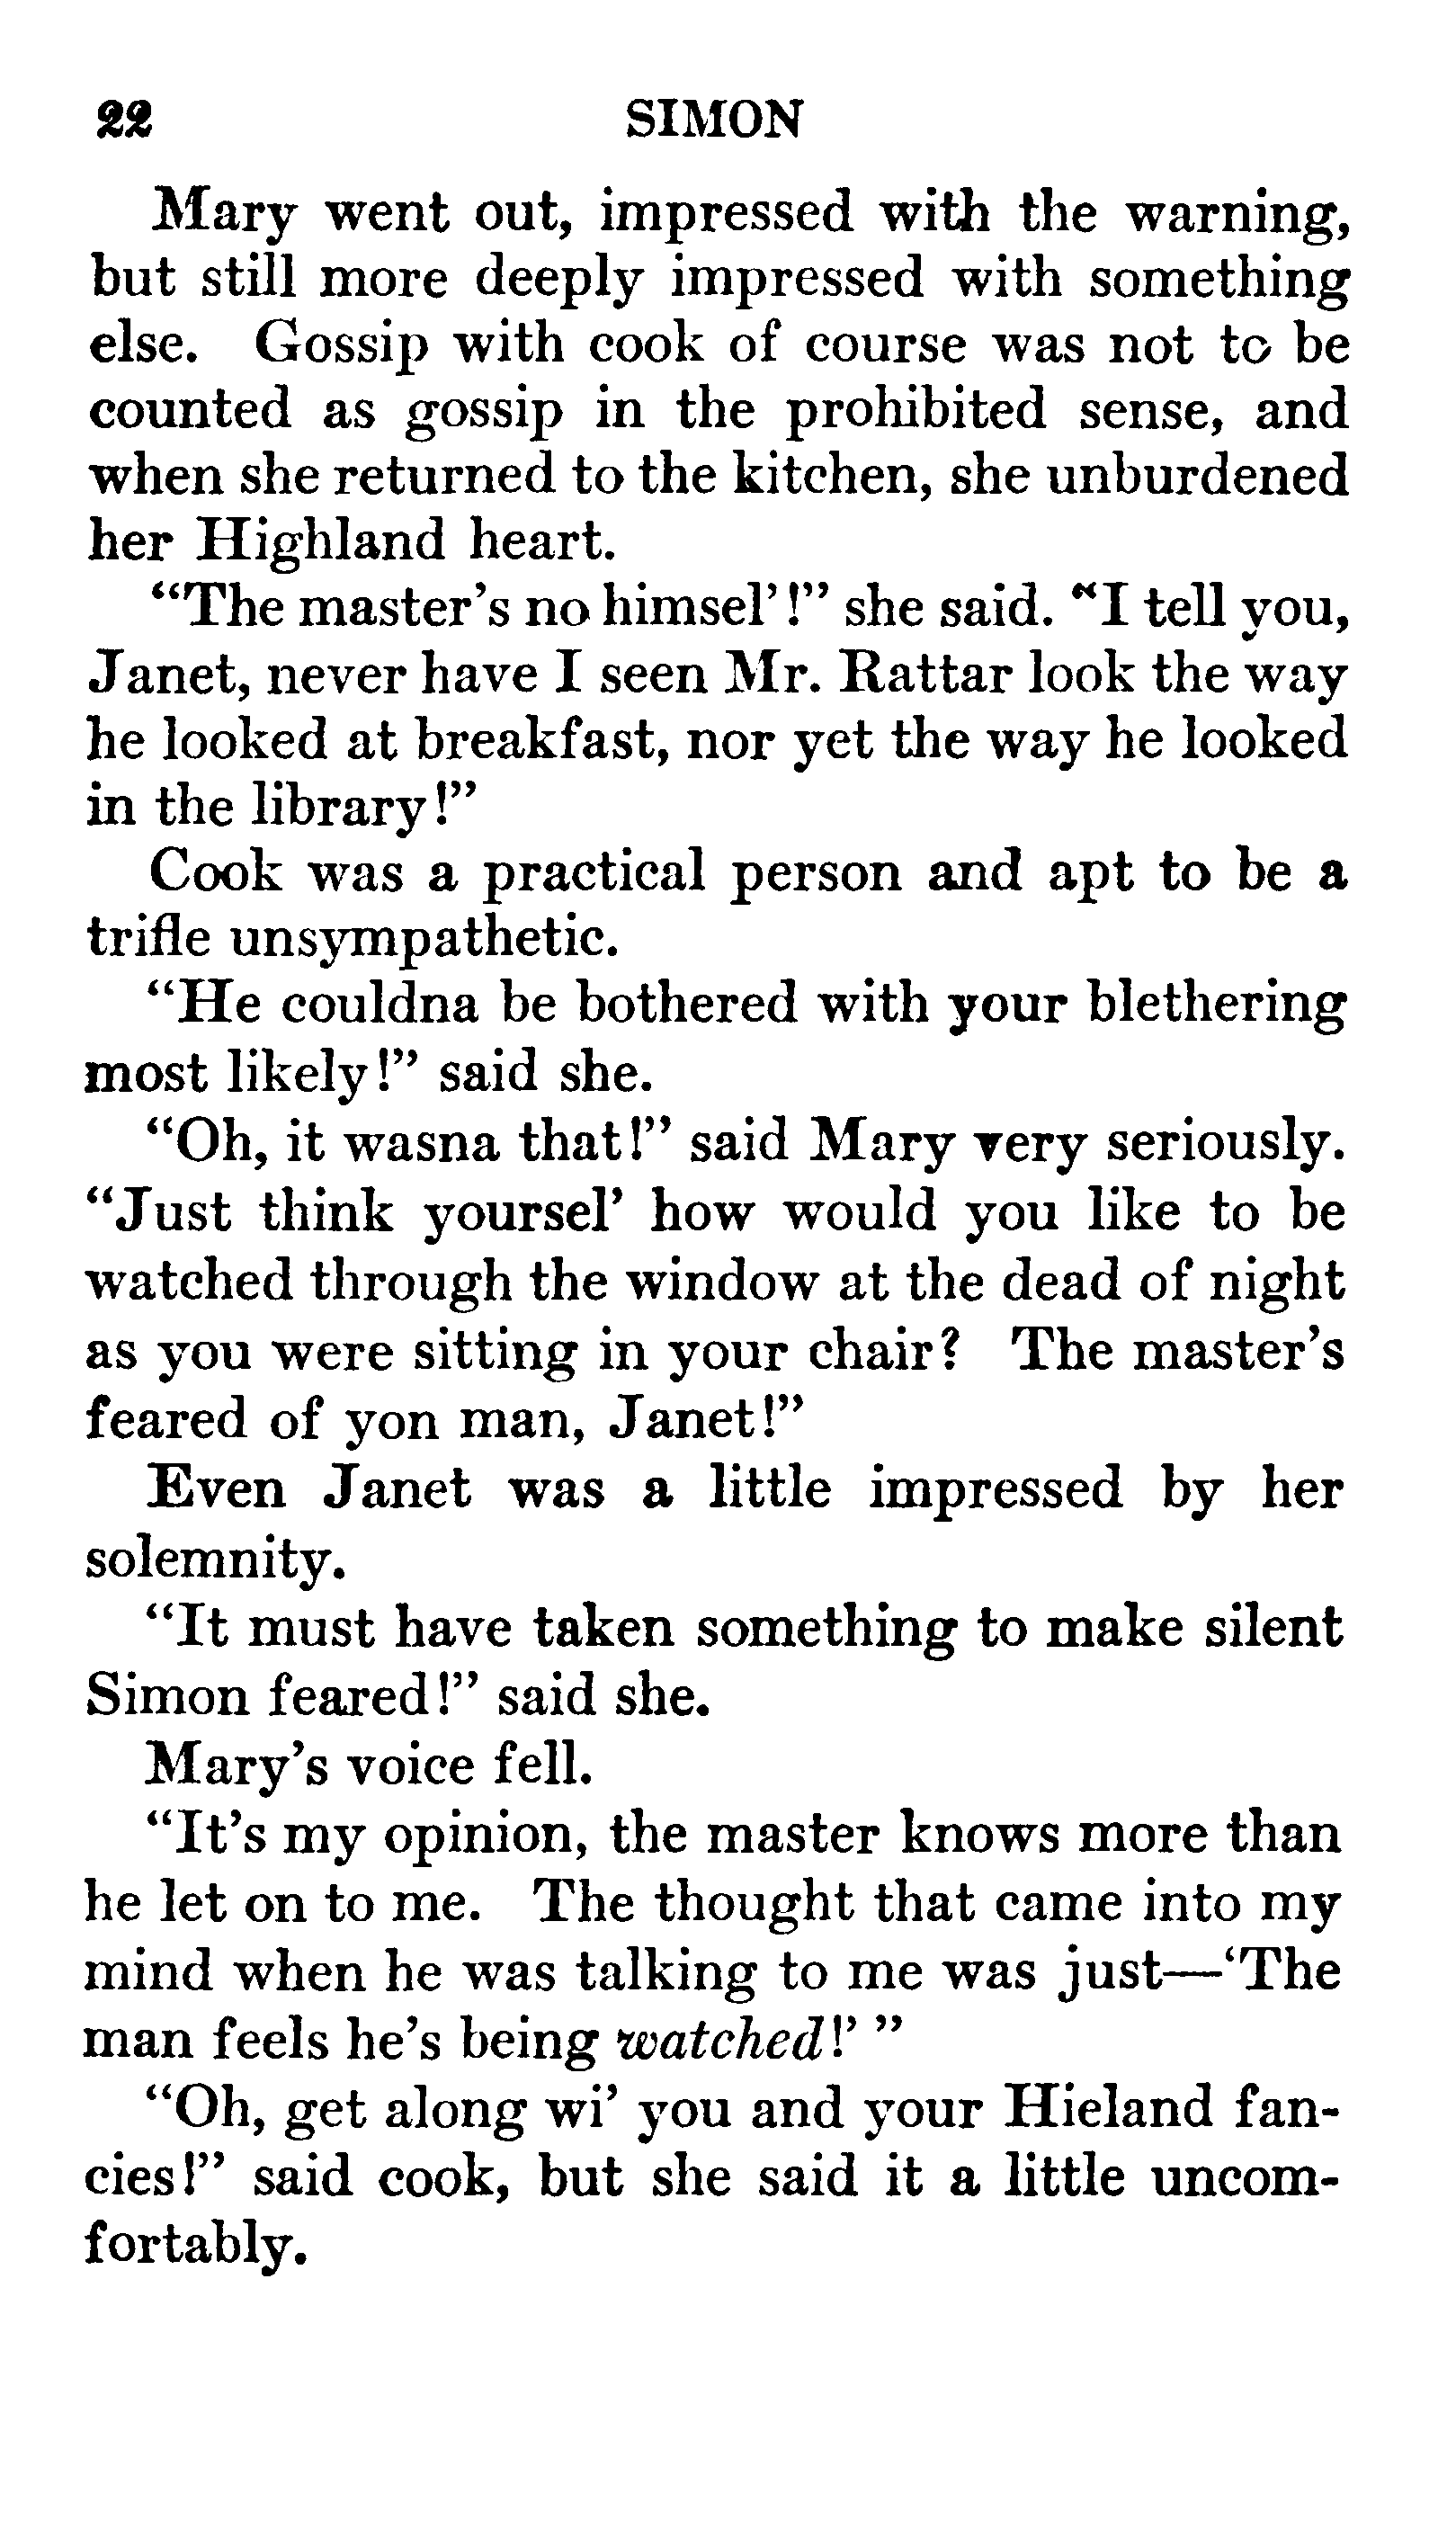 22 SIMON
Mary went out, impressed with the warning,
but still more deeply impressed with something
else. Gossip with cook of course was not to be
counted as gossip in the prohibited sense, and
when she returned to the kitchen, she unburdened
her Highland heart.
“The master’s no himsel’!” she said. “I tell you,
Janet, never have I seen Mr. Rattar look the way
he looked at breakfast, nor yet the way he looked
in the library!”
Cook was a practical person and apt to be a
trifle unsympathetic.
“He couldna be bothered with your blethering
most likely!” said she.
“Oh, it wasna that!” said Mary very seriously.
“Just think yoursel’ how would you like to be
watched through the window at the dead of night
as you were sitting in your chair? The master’s
feared of yon man, Janet!”
Even Janet was a little impressed by her
solemnity.
“It must have taken something to make silent
Simon feared!” said she.
Mary’s voice fell.
“It’s my opinion, the master knows more than
he let on to me. The thought that came into my
mind when he was talking to me was just—‘The
man feels he’s being watched!’ ”
“Oh, get along wi’ you and your Hieland fan-
cies!” said cook, but she said it a little uncom-
fortably.